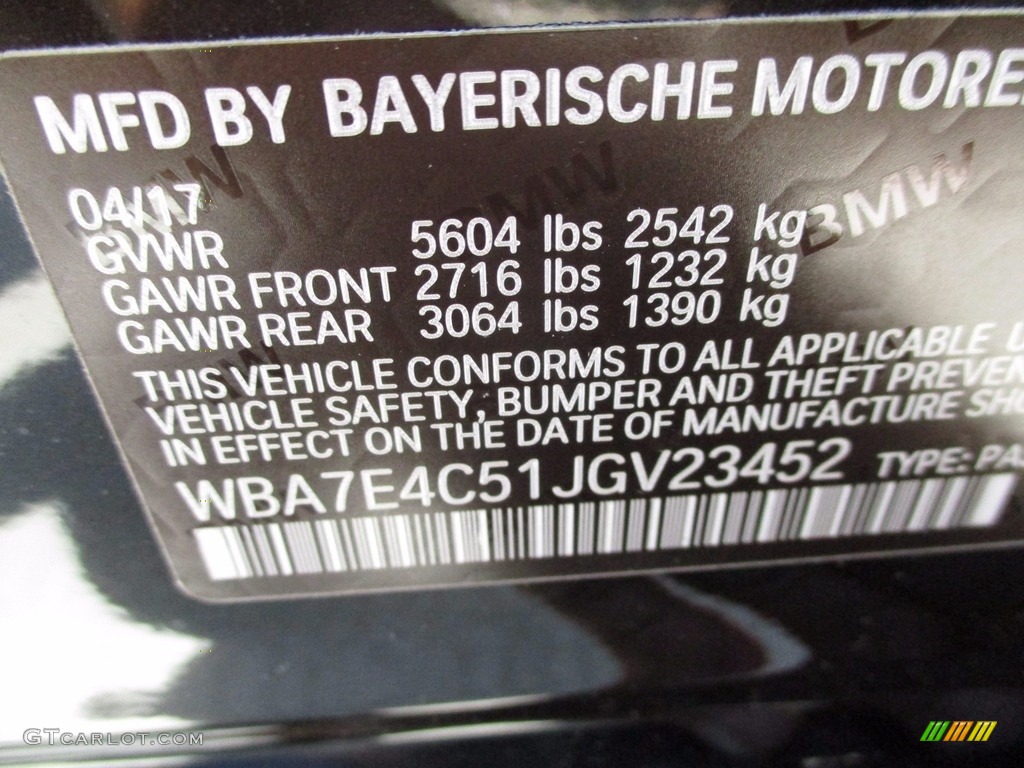 MFD BY BAYERISCHE MOTORE
04/17
GVWR 5604 lbs 2542 kg
GAWR FRONT 2716 lbs 1232 kg
GAWR REAR 3064 lbs 1390 kg
THIS VEHICLE CONFORMS TO ALL APPLICABLE U
VEHICLE SAFETY, BUMPER AND THEFT PREVEN
IN EFFECT ON THE DATE OF MANUFACTURE SHO
WBA7E4C51JGV23452 TYPE: PA
BMW
BMW
GTCARLOT.COM